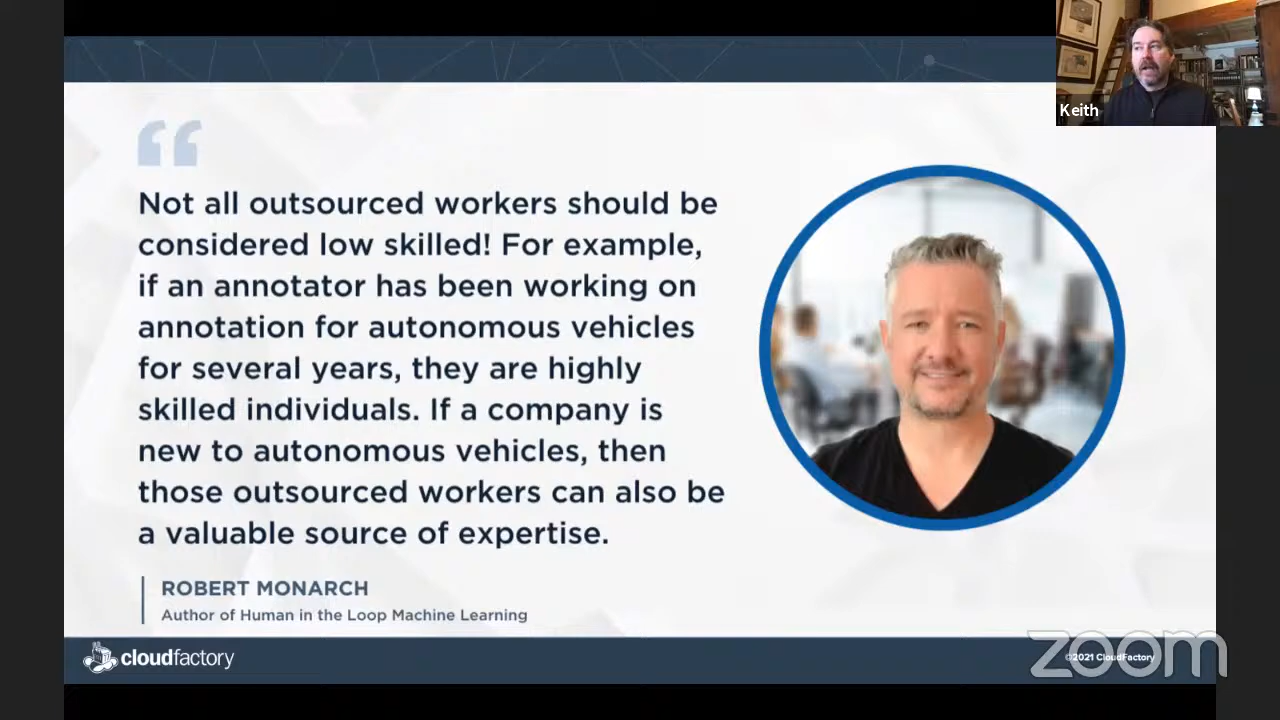 Keith
“
Not all outsourced workers should be
considered low skilled! For example,
if an annotator has been working on
annotation for autonomous vehicles
for several years, they are highly
skilled individuals. If a company is
new to autonomous vehicles, then
those outsourced workers can also be
a valuable source of expertise.
ROBERT MONARCH
Author of Human in the Loop Machine Learning
cloudfactory
©2021 CloudFactory
zoom